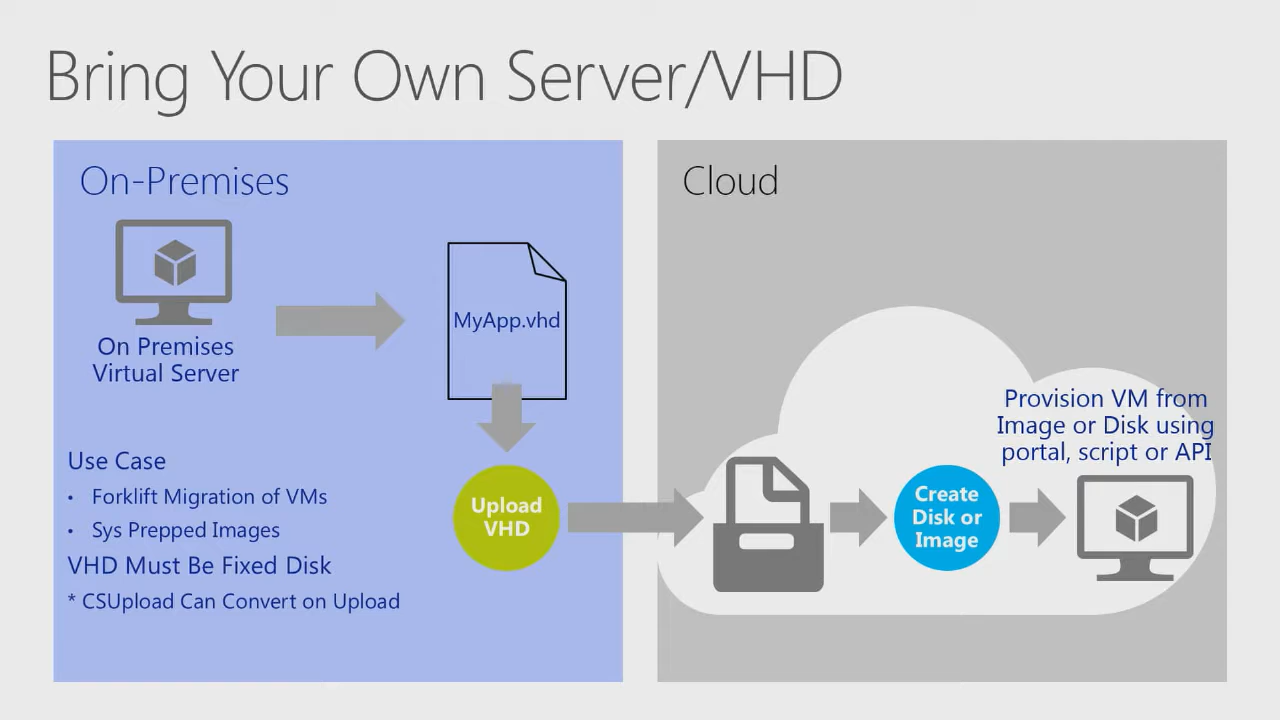 Bring Your Own Server/VHD
On-Premises
On Premises
Virtual Server
MyApp.vhd
Use Case
• Forklift Migration of VMs
• Sys Prepped Images
VHD Must Be Fixed Disk
* CSUpload Can Convert on Upload
Upload
VHD
Cloud
Create
Disk or
Image
Provision VM from
Image or Disk using
portal, script or API